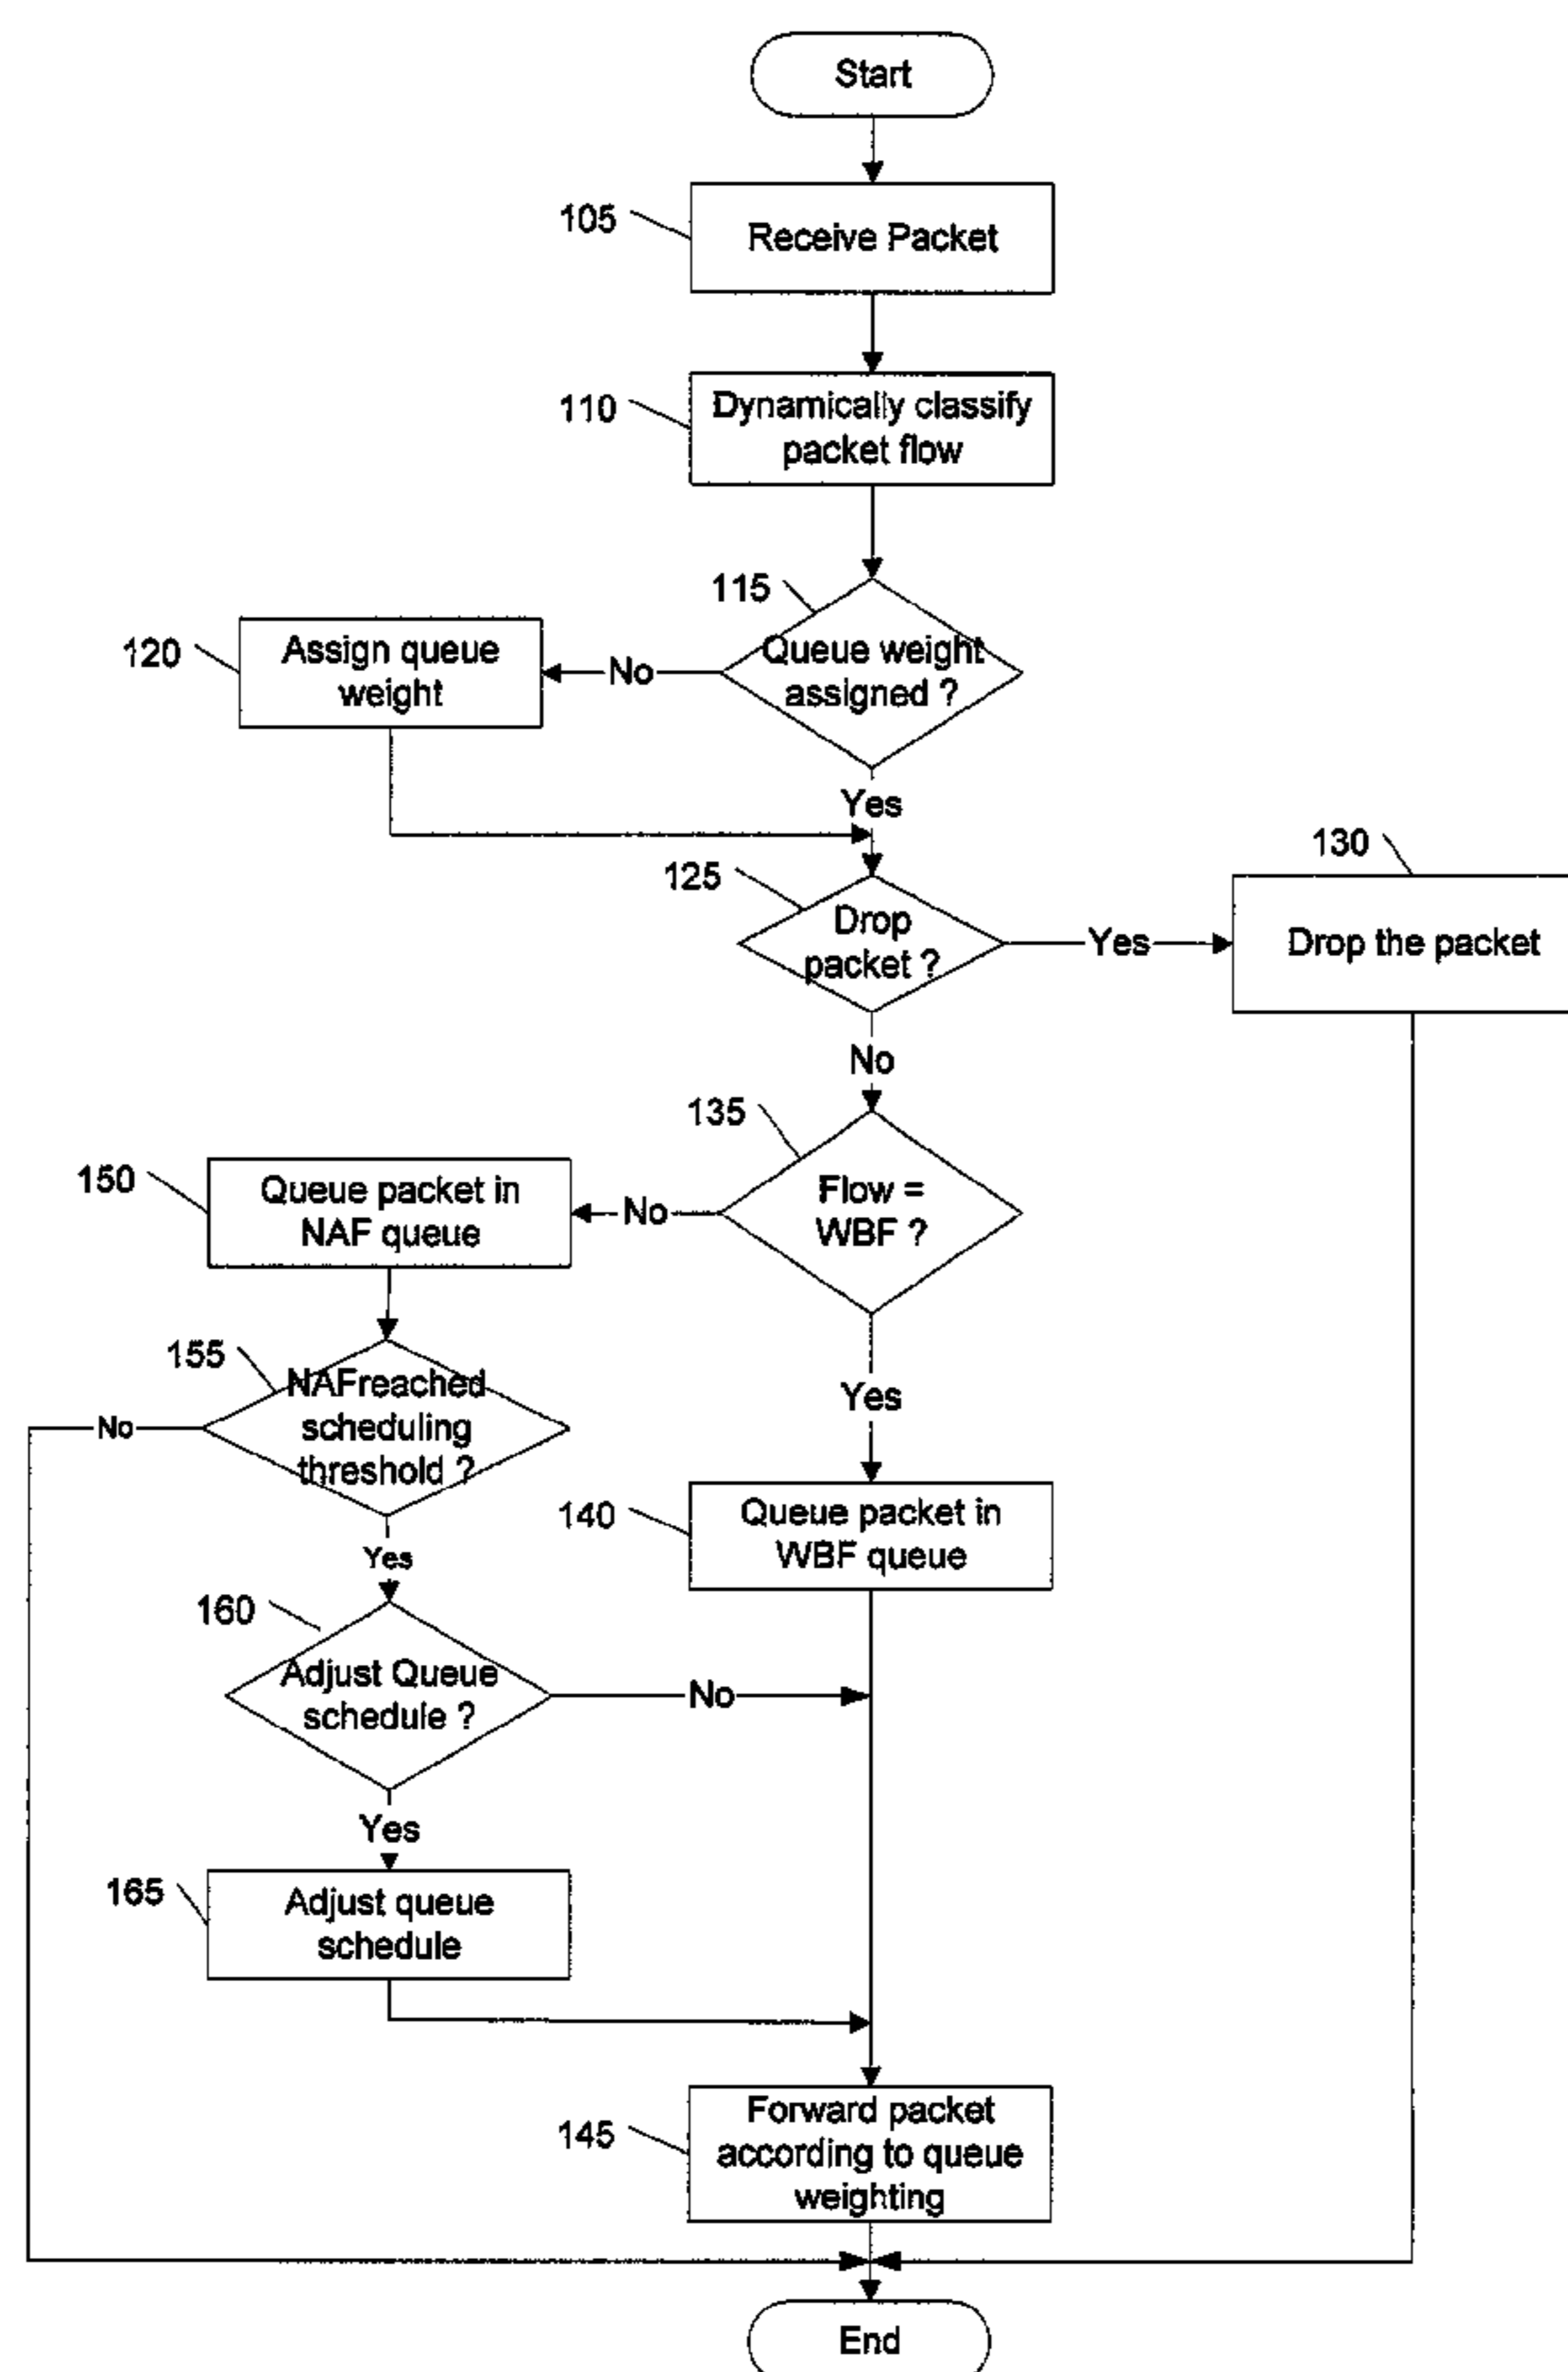 Start
105
Receive Packet
110
Dynamically classify
packet flow
115
Queue weight
assigned ?
120
Assign queue
weight
No
Yes
125
Drop
packet ?
Yes
130
Drop the packet
No
135
Flow =
WBF ?
No
150
Queue packet in
NAF queue
155
NAFreached
scheduling
threshold ?
No
Yes
Yes
140
Queue packet in
WBF queue
160
Adjust Queue
schedule ?
No
Yes
165
Adjust queue
schedule
145
Forward packet
according to queue
weighting
End